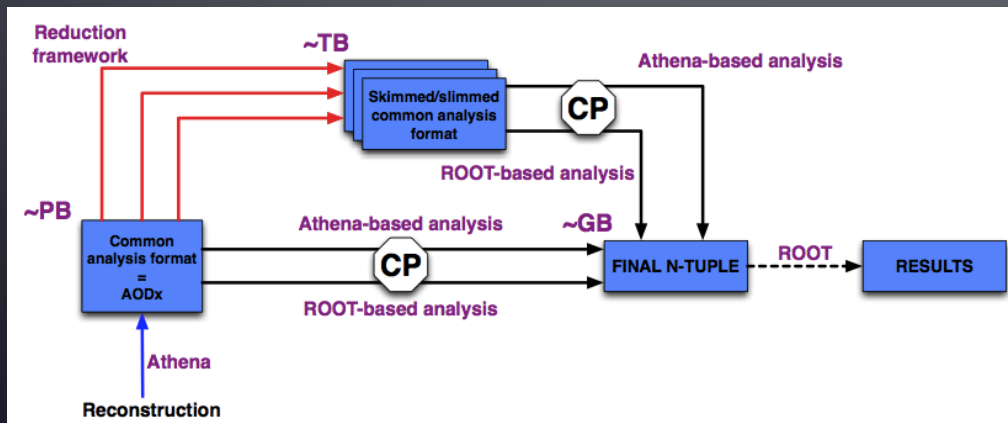 Reduction
framework
~TB
Skimmed/slimmed
common analysis
format
CP
Athena-based analysis
ROOT-based analysis
~PB
Common
analysis format
=
AODx
Athena-based analysis
CP
ROOT-based analysis
~GB
FINAL N-TUPLE
ROOT
RESULTS
Athena
Reconstruction